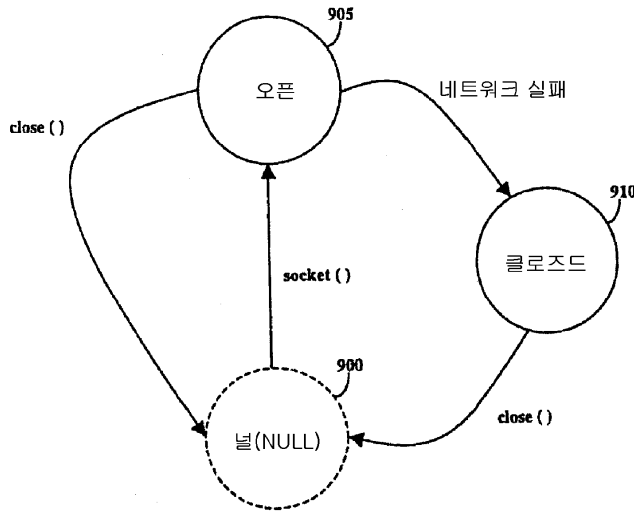 905
오픈
네트워크 실패
close ( )
910
클로즈드
socket ( )
900
널(NULL)
close ( )